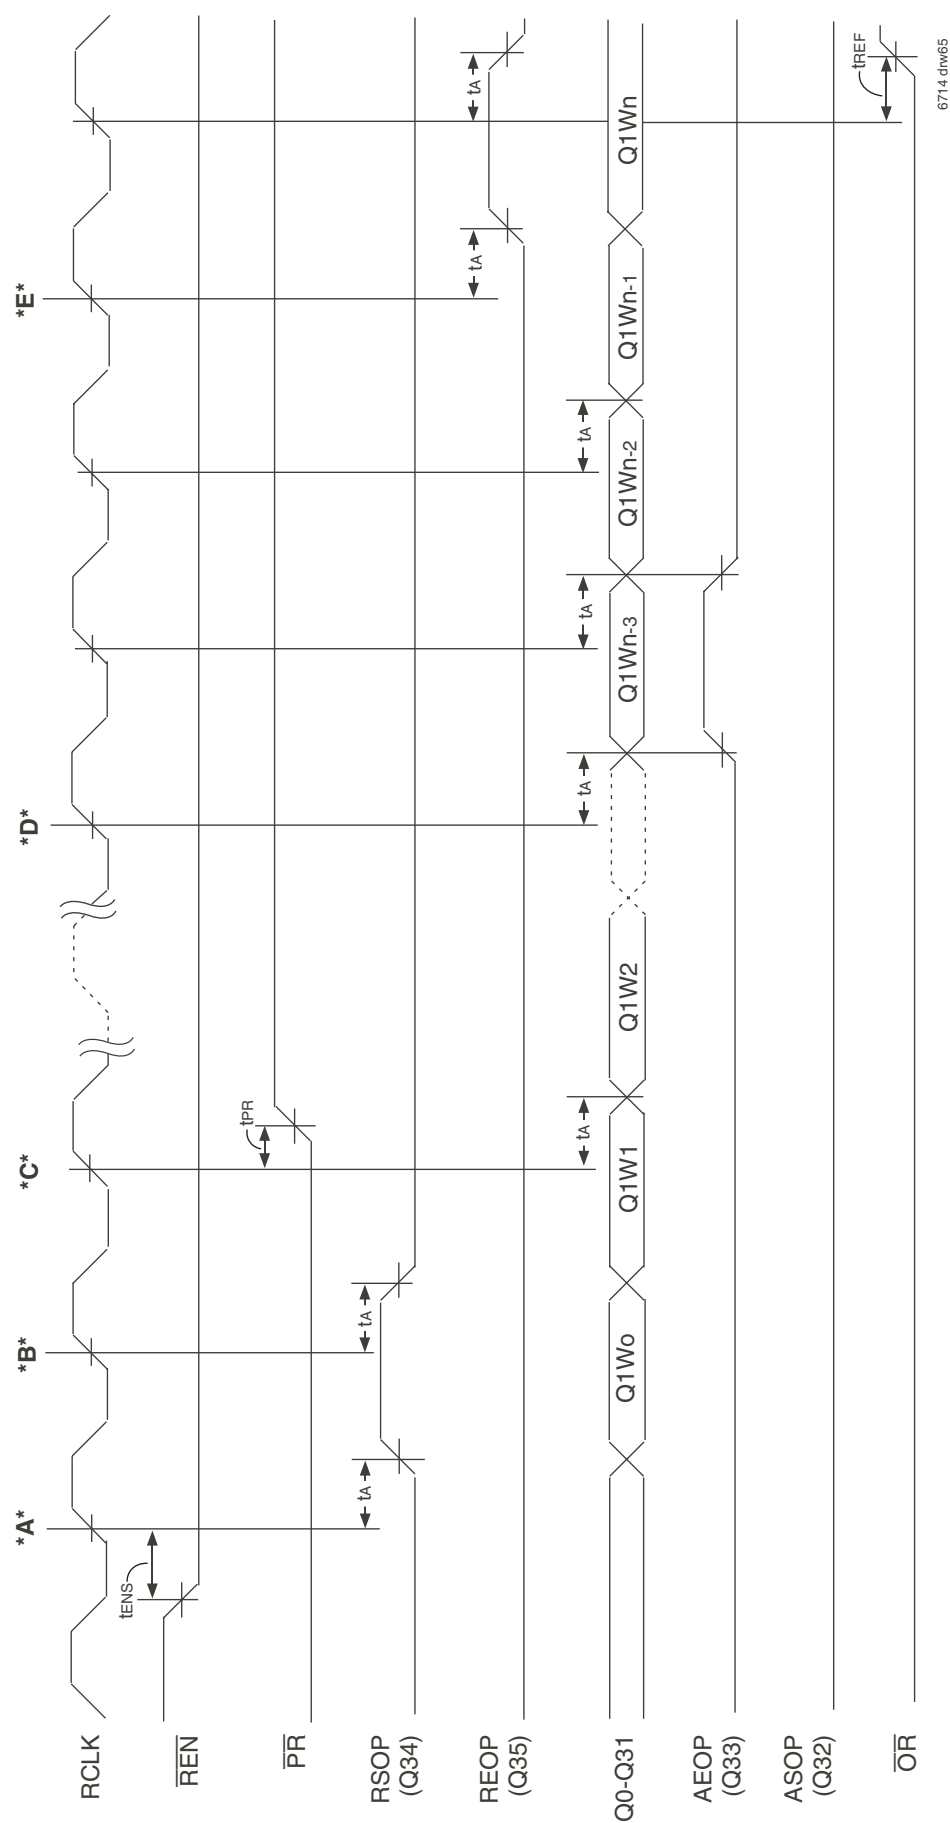 *A* *B* *C* *D* *E*
RCLK
tENS
REN
tPR
PR
RSOP
(Q34)
tA tA
REOP
(Q35)
tA tA
tA tA tA tA
Q0-Q31 Q1Wo Q1W1 Q1W2 Q1Wn-3 Q1Wn-2 Q1Wn-1 Q1Wn
AEOP
(Q33)
ASOP
(Q32)
tREF
OR
6714 drw65